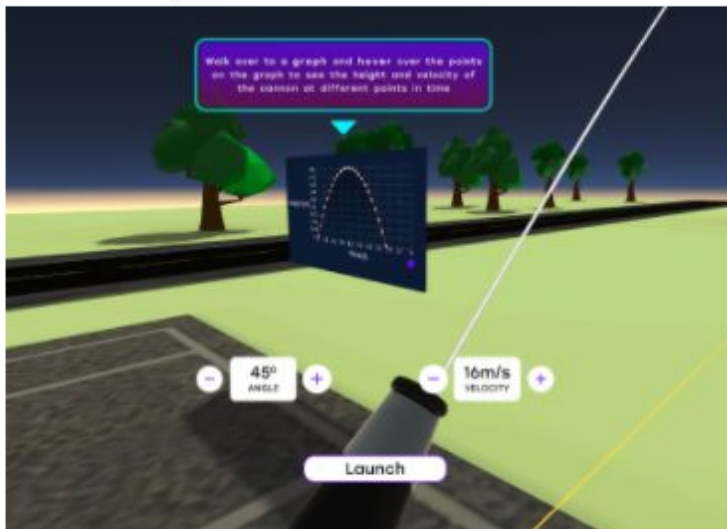 Walk over to a graph and hover over the points
on the graph to see the height and velocity of
the cannon at different points in time
45°
ANGLE
16m/s
VELOCITY
Launch